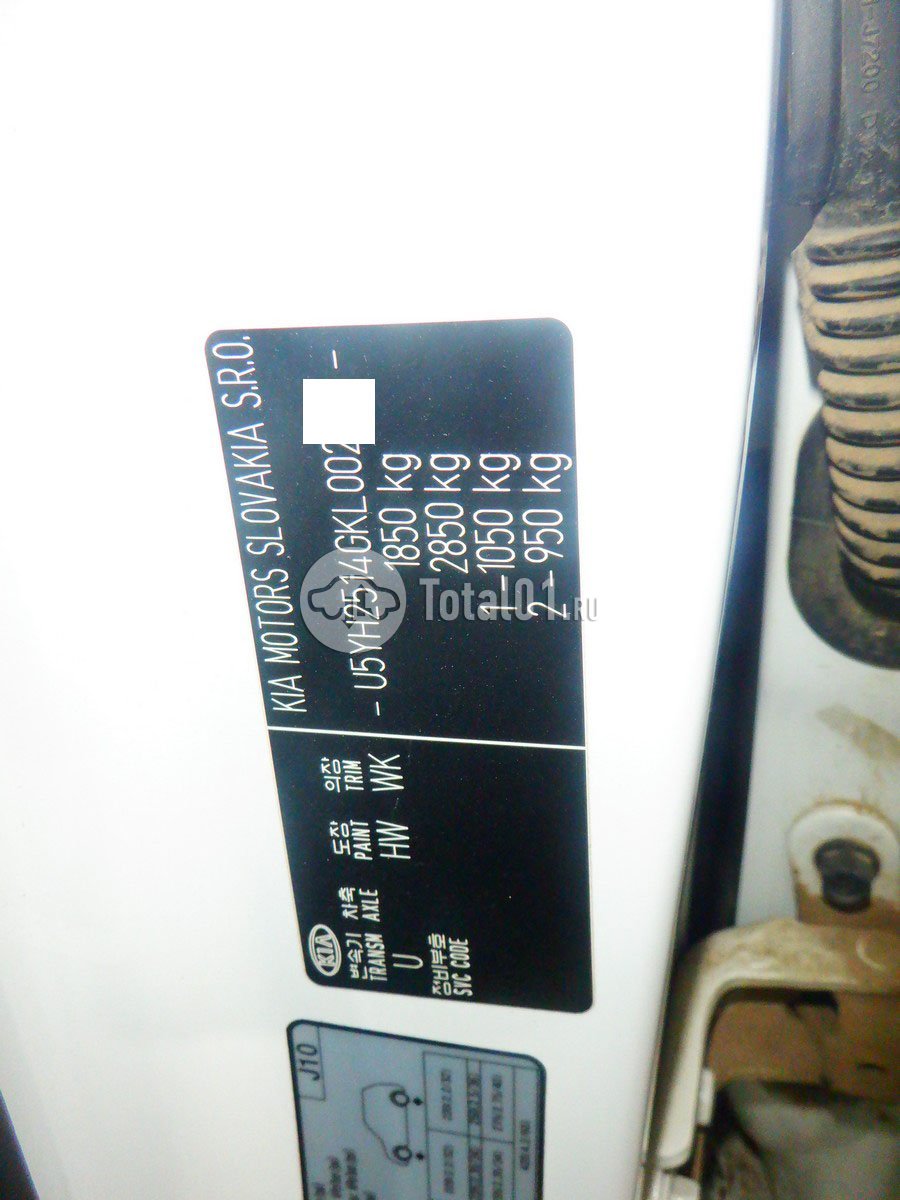 KIA MOTORS SLOVAKIA S.R.O.
- U5YH2514GKL002 -
1850 kg
2850 kg
1-1050 kg
2- 950 kg
KIA
변속기 차축 도장 의장
TRANSM AXLE PAINT TRIM
U HW WK
정비부호
SVC CODE
Total01.RU
J10